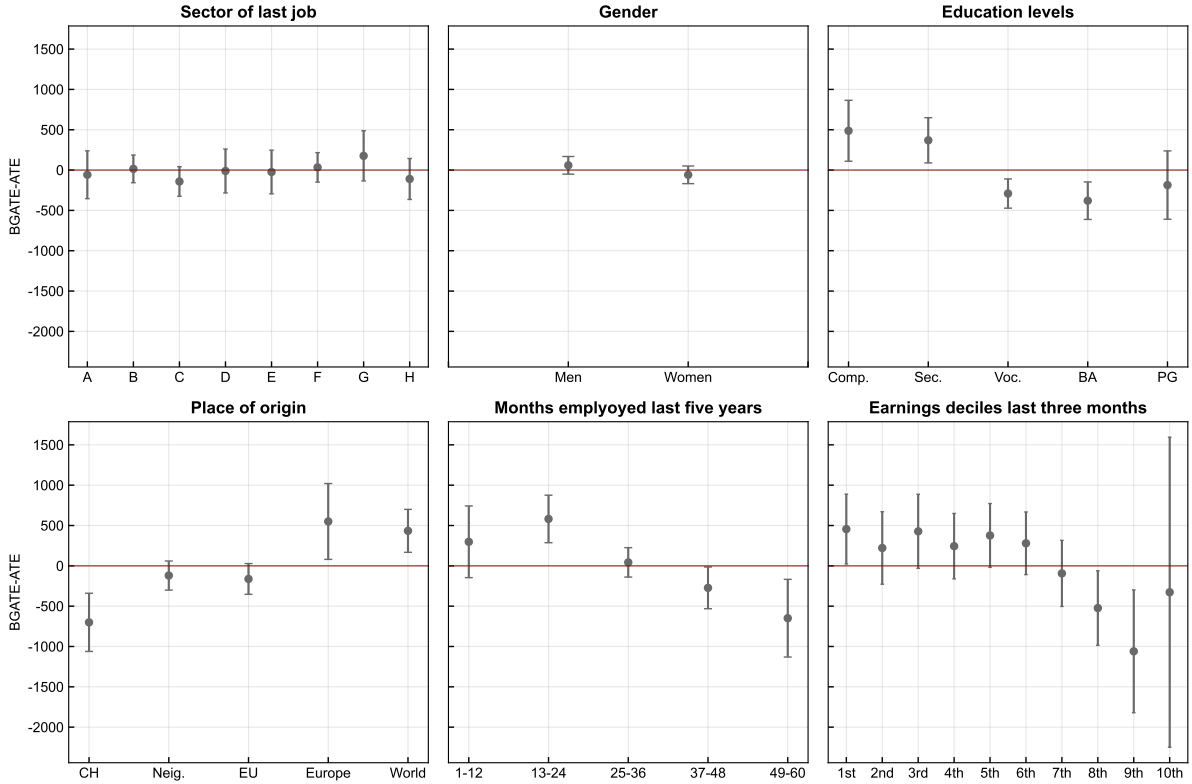 Sector of last job
Gender
Education levels
BGATE-ATE
1500
1000
500
0
-500
-1000
-1500
-2000
A B C D E F G H
Men Women
Comp. Sec. Voc. BA PG
Place of origin
Months emplyoyed last five years
Earnings deciles last three months
BGATE-ATE
1500
1000
500
0
-500
-1000
-1500
-2000
CH Neig. EU Europe World
1-12 13-24 25-36 37-48 49-60
1st 2nd 3rd 4th 5th 6th 7th 8th 9th 10th